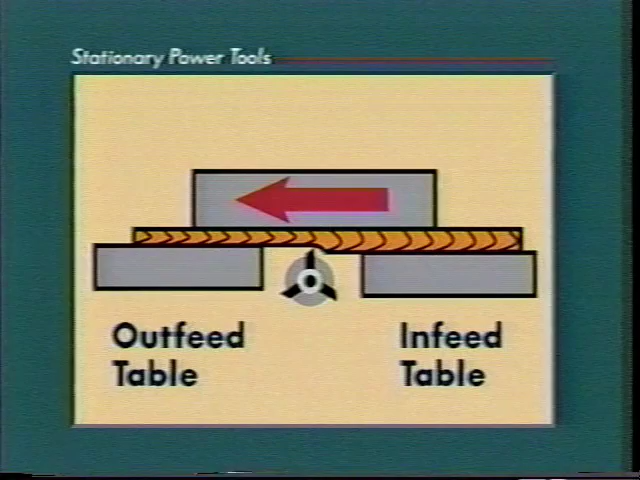 Stationary Power Tools
Outfeed
Table
Infeed
Table